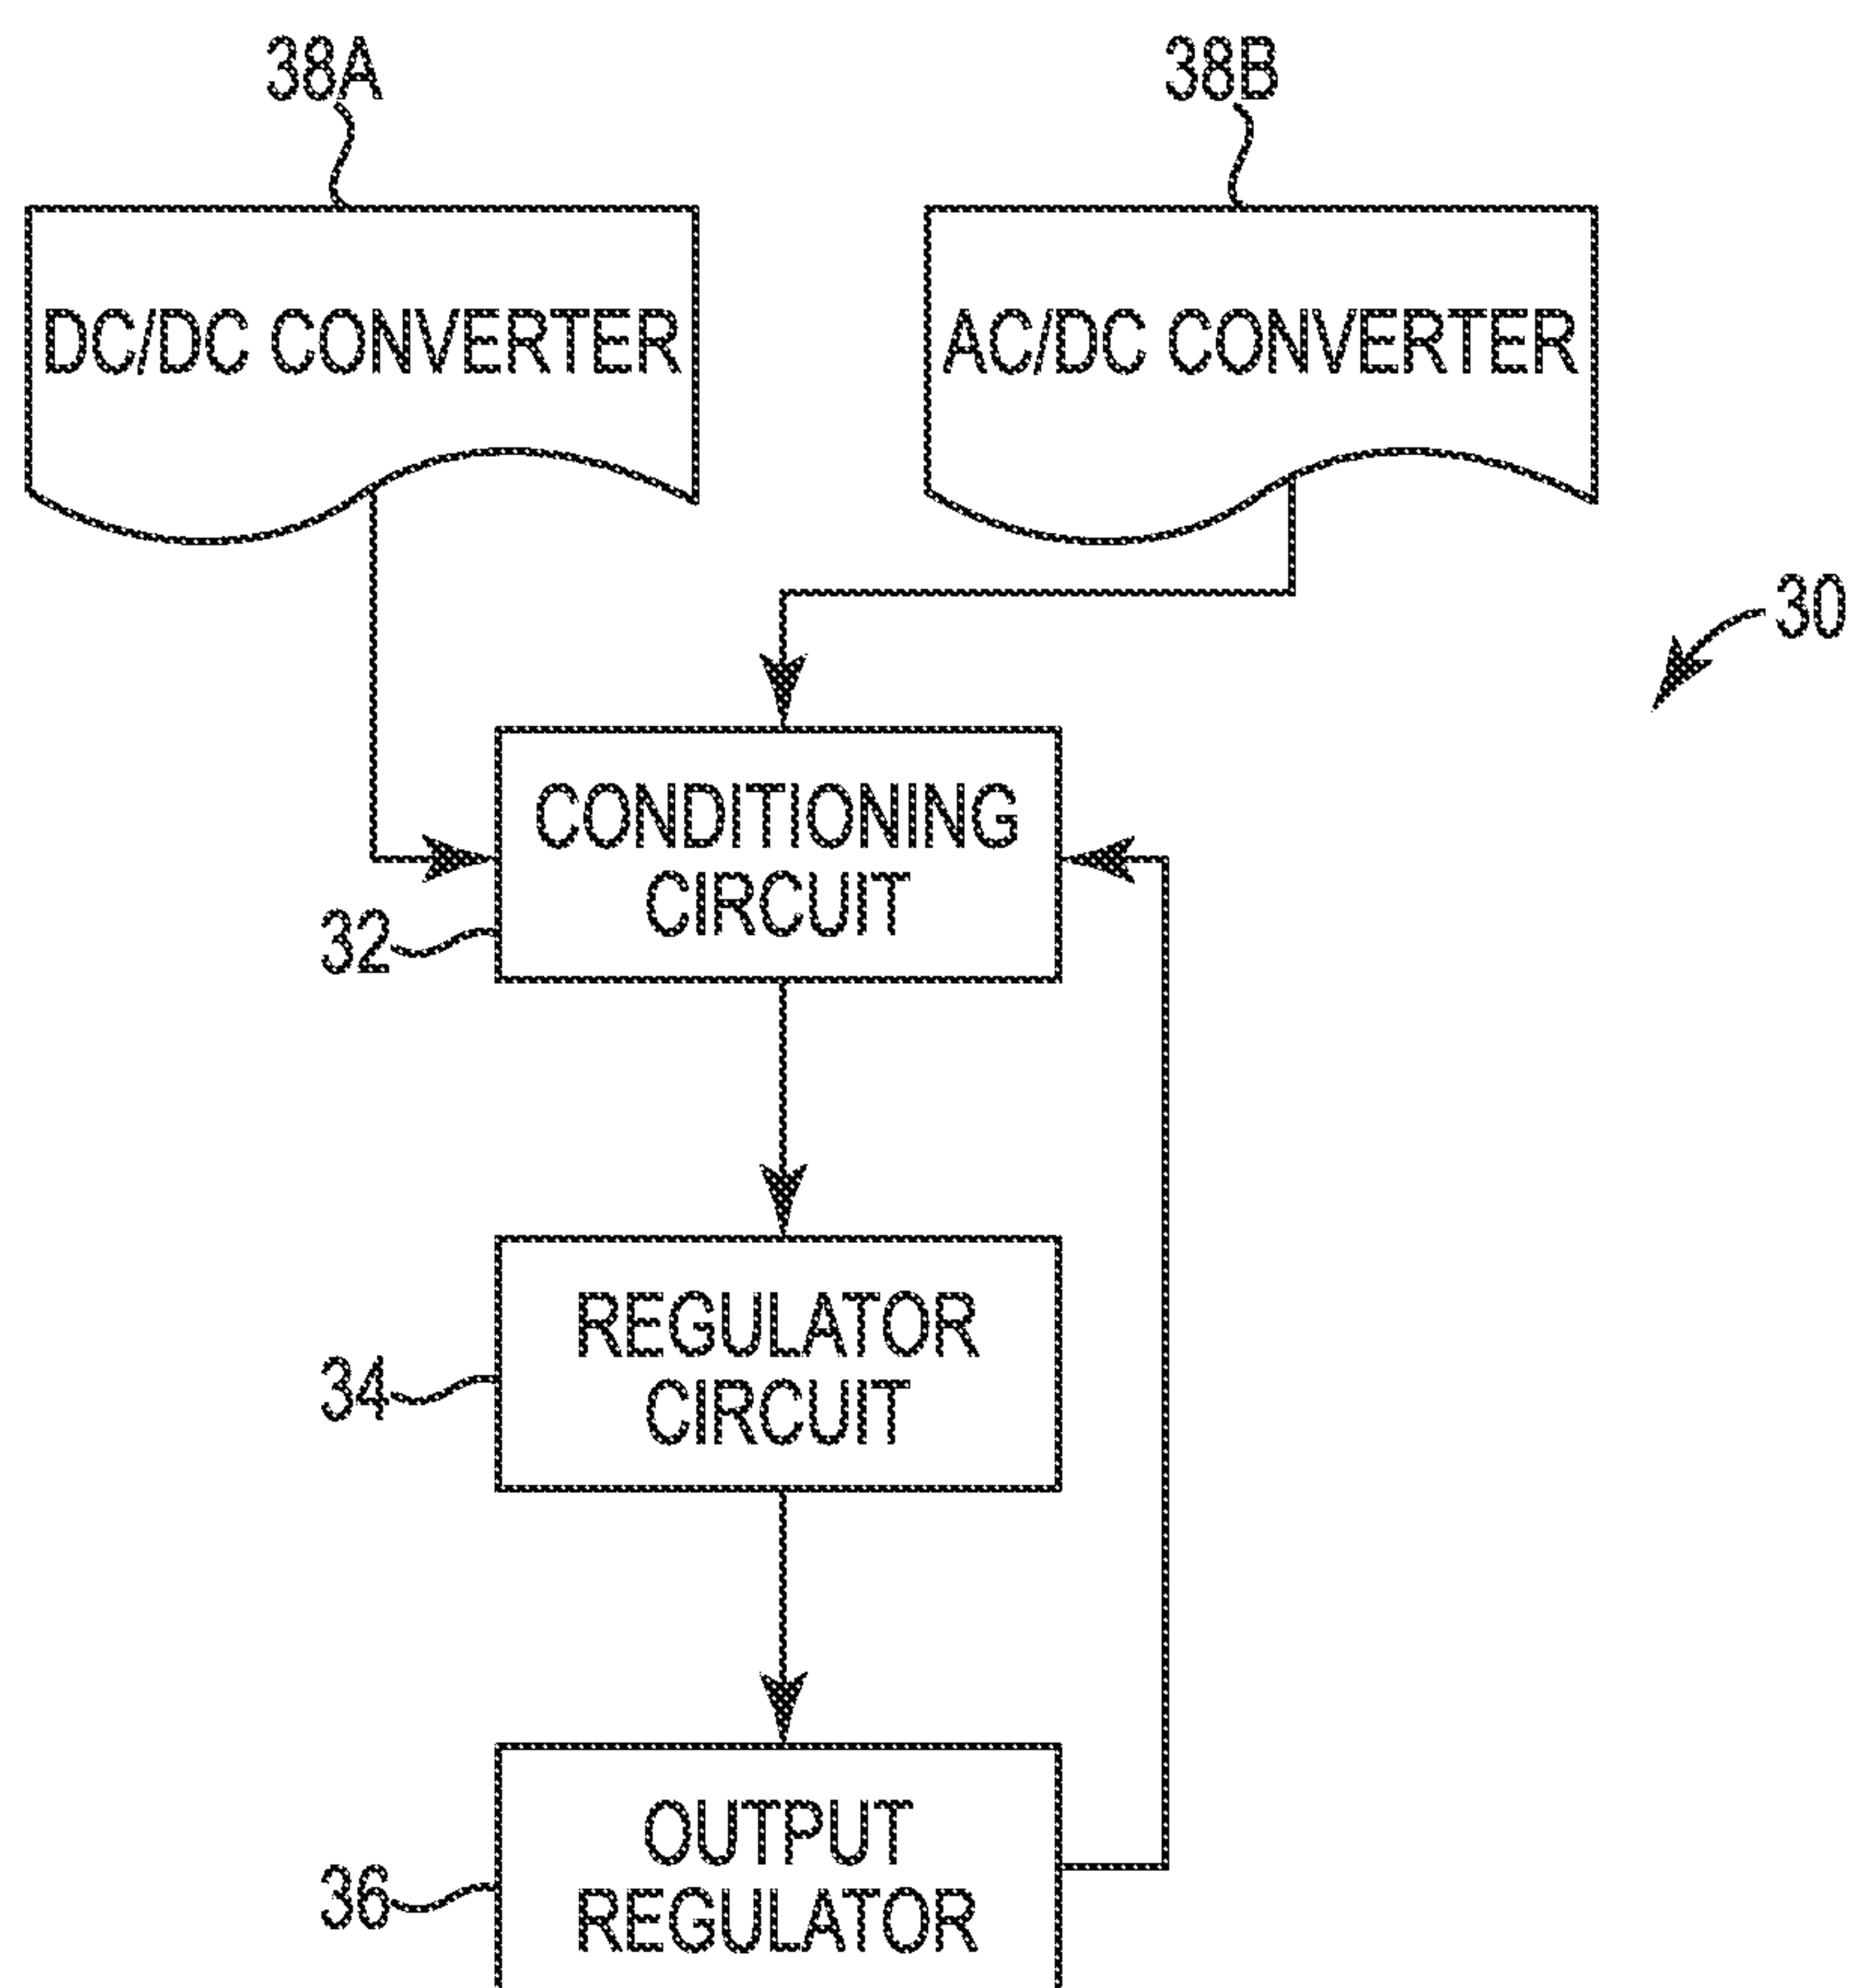 38A
38B
DC/DC CONVERTER
AC/DC CONVERTER
30
CONDITIONING
CIRCUIT
32
REGULATOR
CIRCUIT
34
OUTPUT
REGULATOR
36